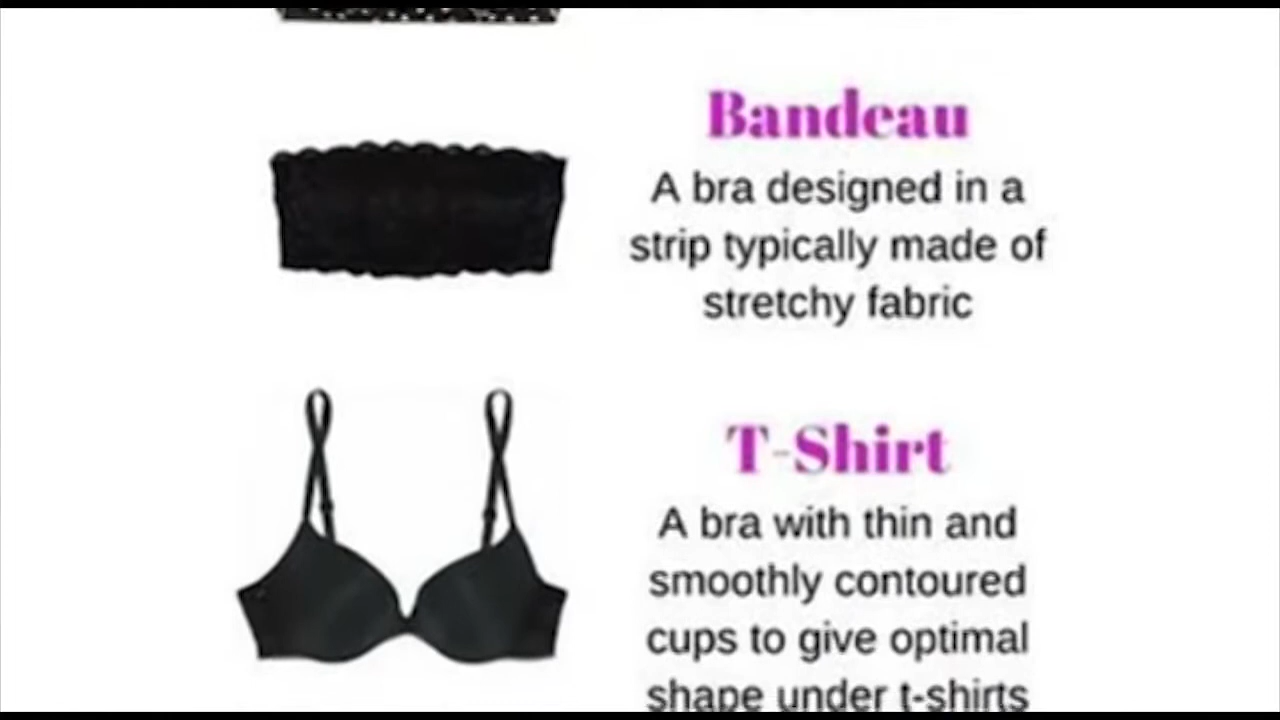 Bandeau
A bra designed in a
strip typically made of
stretchy fabric
T-Shirt
A bra with thin and
smoothly contoured
cups to give optimal
shape under t-shirts